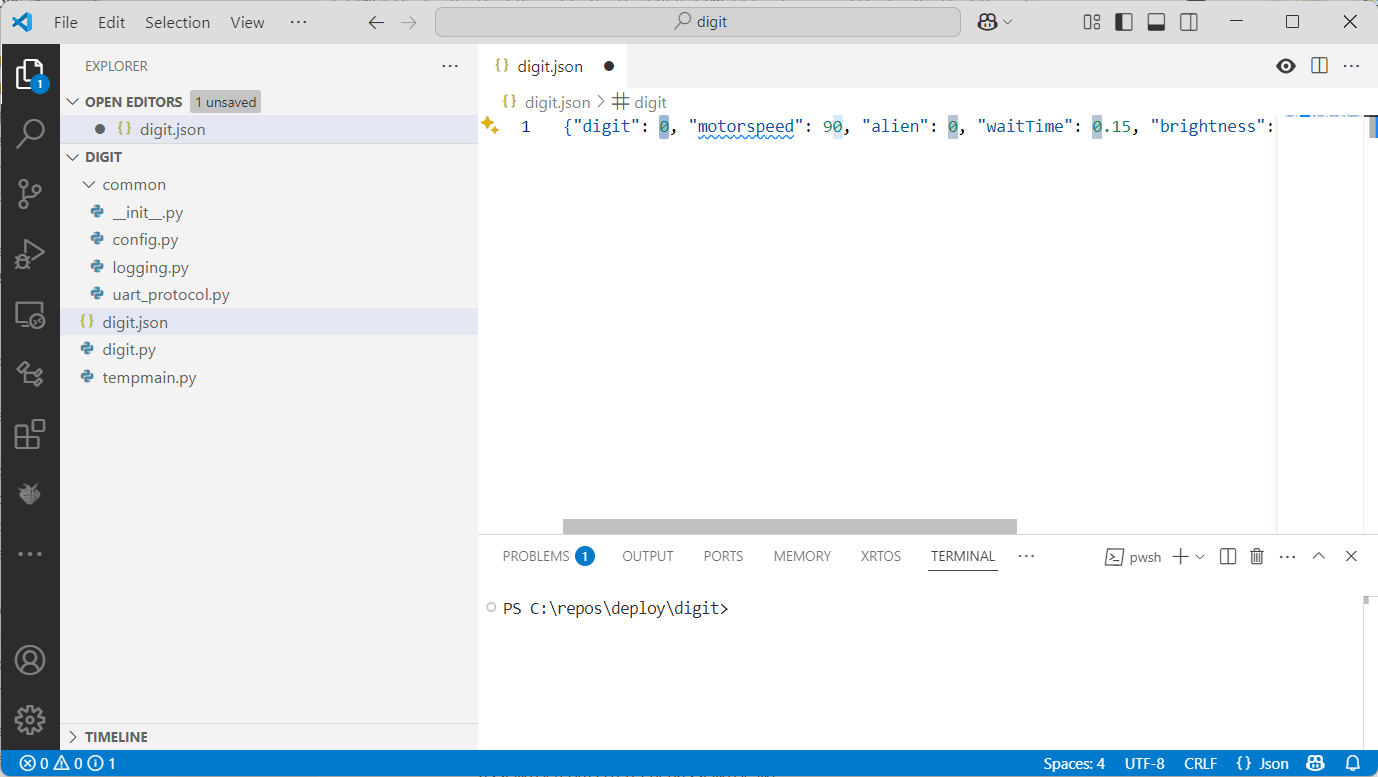 File Edit Selection View ··· digit
EXPLORER ···
OPEN EDITORS 1 unsaved
digit.json
DIGIT
common
__init__.py
config.py
logging.py
uart_protocol.py
digit.json
digit.py
tempmain.py
TIMELINE
1
{} digit.json ● ···
{} digit.json > # digit
1 {"digit": 0, "motorspeed": 90, "alien": 0, "waitTime": 0.15, "brightness":
PROBLEMS 1 OUTPUT PORTS MEMORY XRTOS TERMINAL ··· pwsh ···
PS C:\repos\deploy\digit>
0 0 1 Spaces: 4 UTF-8 CRLF {} Json